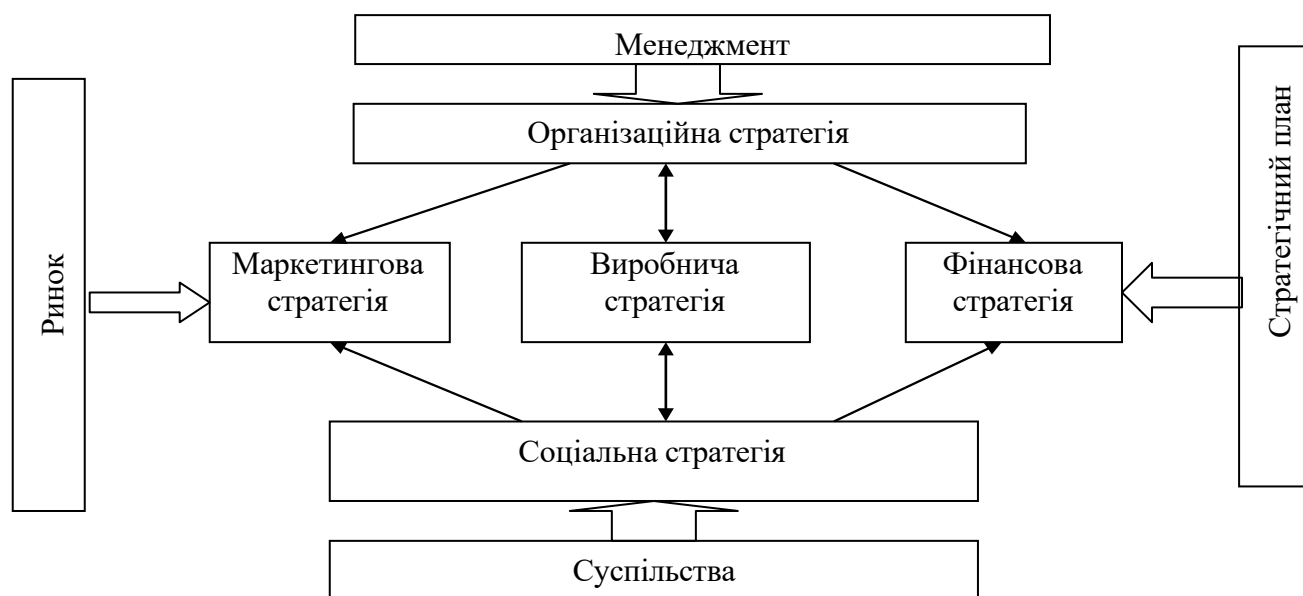 Менеджмент
Організаційна стратегія
Ринок
Маркетингова
стратегія
Виробнича
стратегія
Фінансова
стратегія
Стратегічний план
Соціальна стратегія
Суспільства